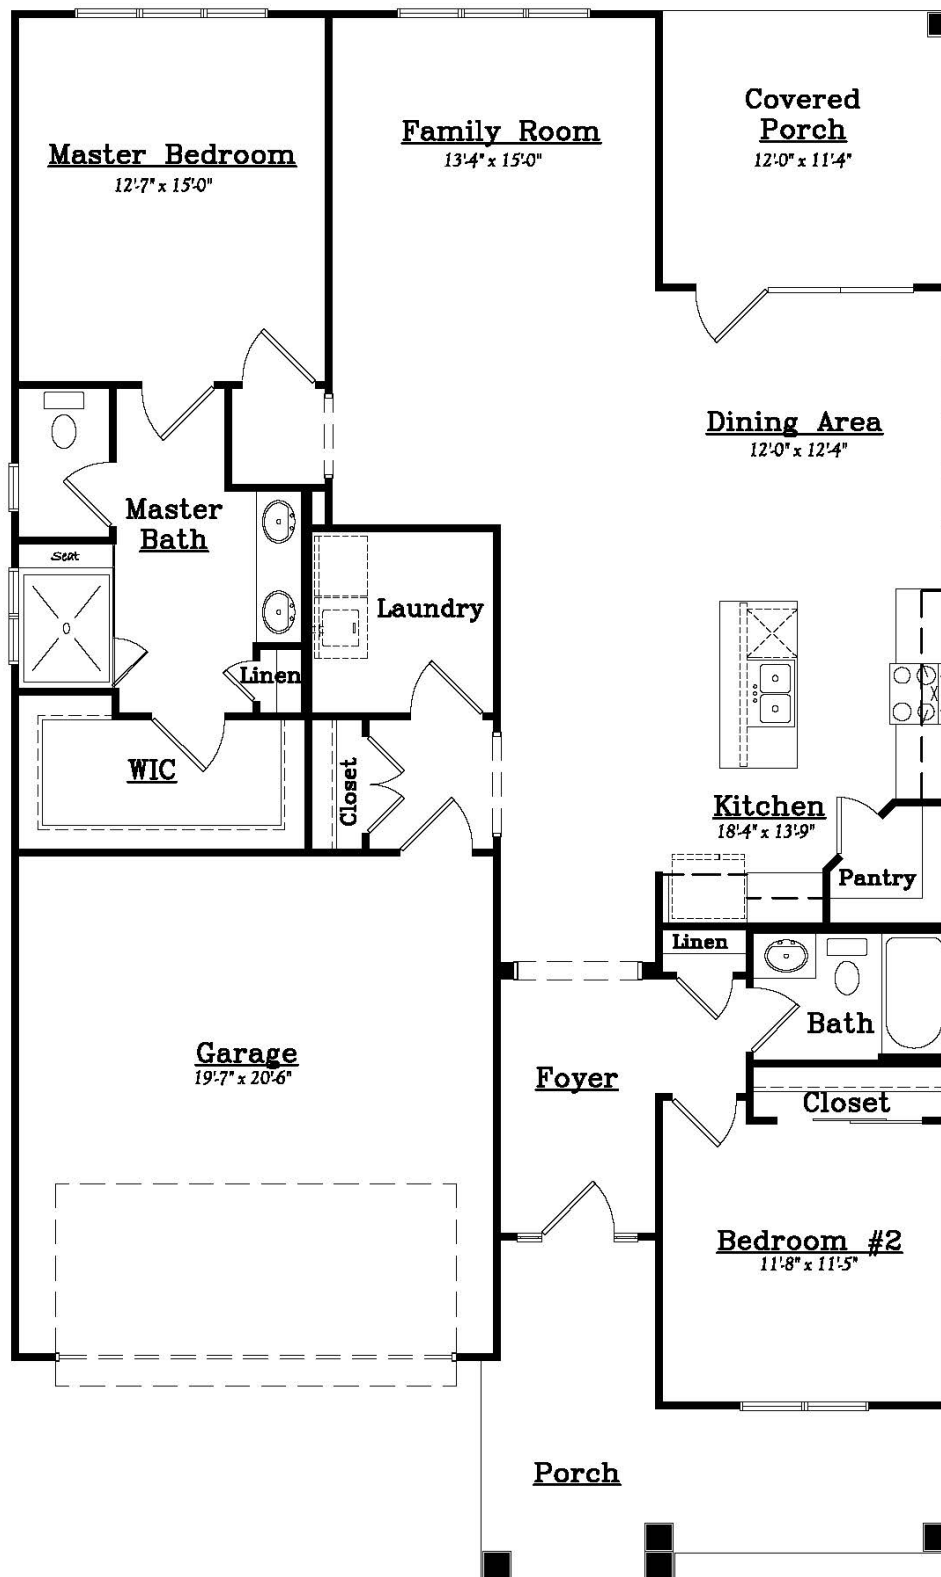 Covered
Porch
12'-0" x 11'-4"
Family Room
13'-4" x 15'-0"
Master Bedroom
12'-7" x 15'-0"
Dining Area
12'-0" x 12'-4"
Master
Bath
Seat
Laundry
Linen
WIC
Closet
Kitchen
18'-4" x 13'-9"
Pantry
Linen
Bath
Garage
19'-7" x 20'-6"
Foyer
Closet
Bedroom #2
11'-8" x 11'-5"
Porch